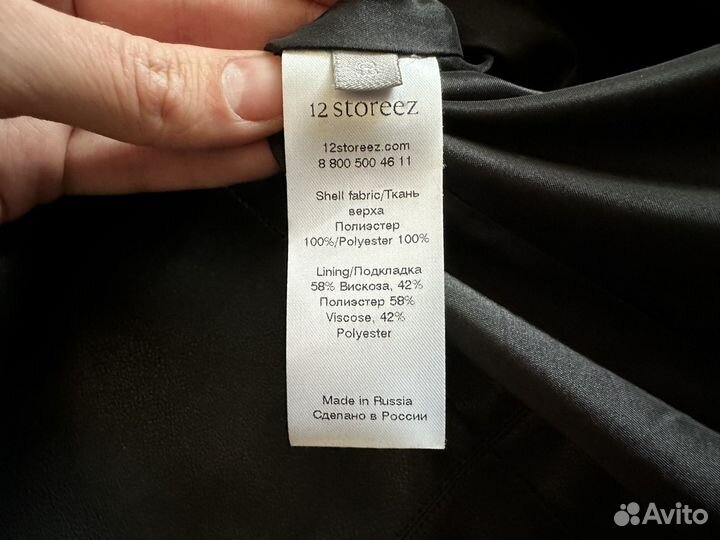 12 storeez
12storeez.com
8 800 500 46 11
Shell fabric/Ткань
верха
Полиэстер
100%/Polyester 100%
Lining/Подкладка
58% Вискоза, 42%
Полиэстер 58%
Viscose, 42%
Polyester
Made in Russia
Сделано в России
Avito